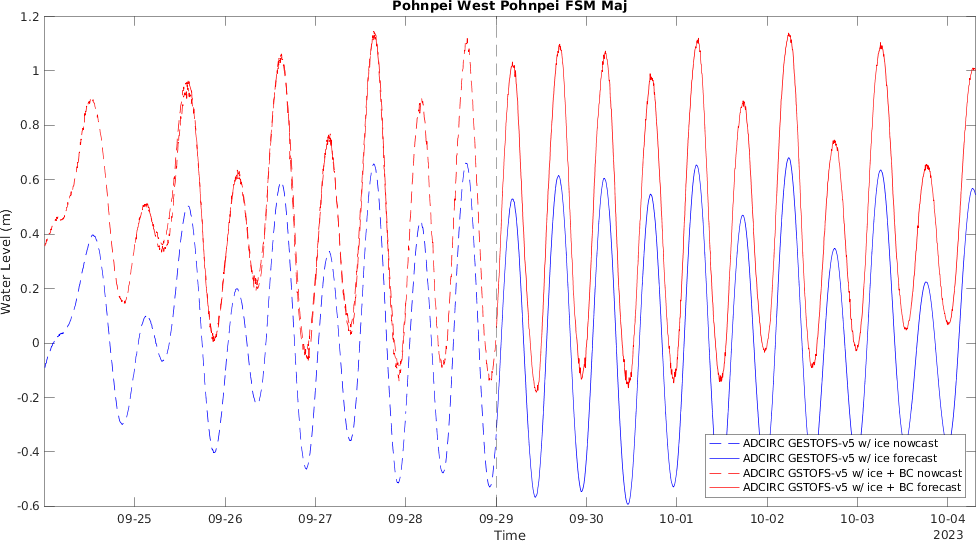 Pohnpei West Pohnpei FSM Maj
1.2
1
0.8
0.6
0.4
0.2
0
-0.2
-0.4
-0.6
Water Level (m)
09-25 09-26 09-27 09-28 09-29 09-30 10-01 10-02 10-03 10-04
2023
Time
ADCIRC GESTOFS-v5 w/ ice nowcast
ADCIRC GESTOFS-v5 w/ ice forecast
ADCIRC GSTOFS-v5 w/ ice + BC nowcast
ADCIRC GSTOFS-v5 w/ ice + BC forecast